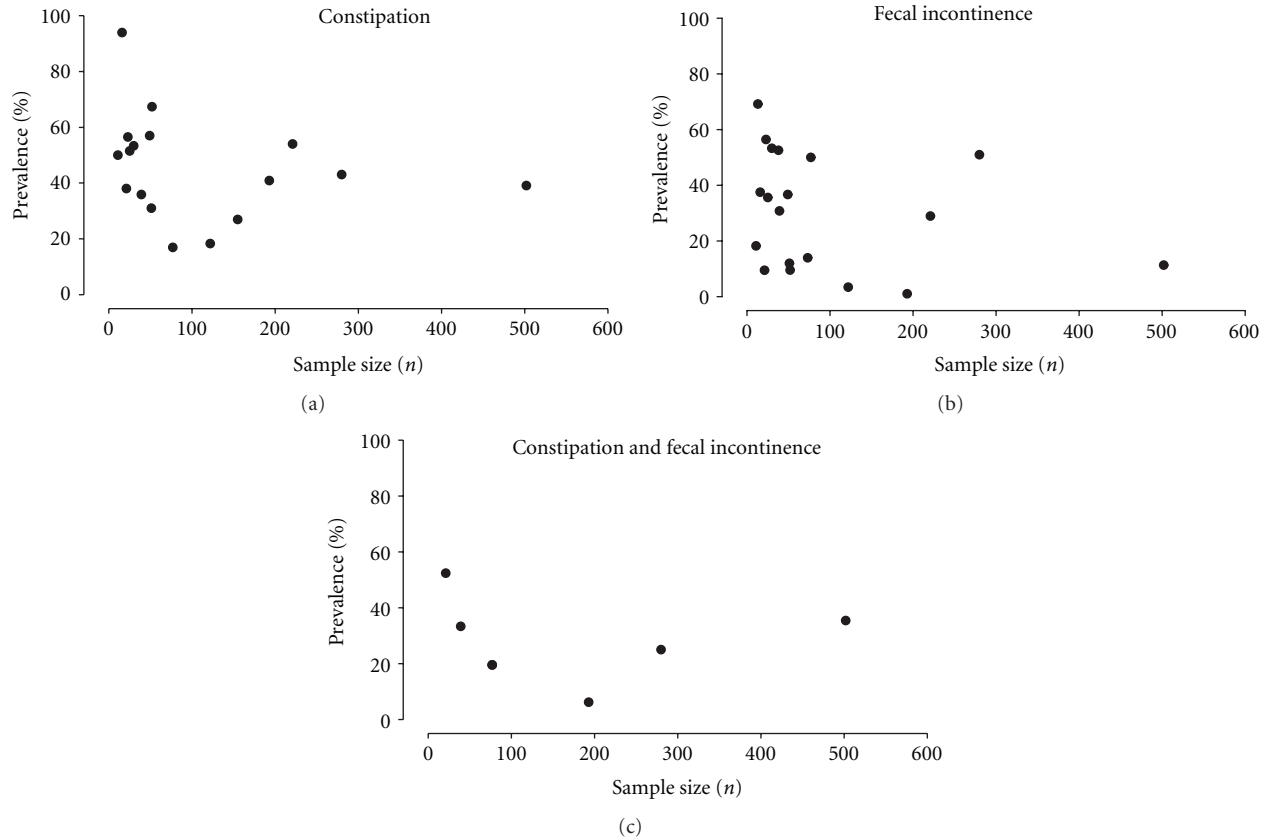 Constipation
100
80
60
40
20
0
Prevalence (%)
0 100 200 300 400 500 600
Sample size (n)
(a)
Fecal incontinence
100
80
60
40
20
0
Prevalence (%)
0 100 200 300 400 500 600
Sample size (n)
(b)
Constipation and fecal incontinence
100
80
60
40
20
0
Prevalence (%)
0 100 200 300 400 500 600
Sample size (n)
(c)